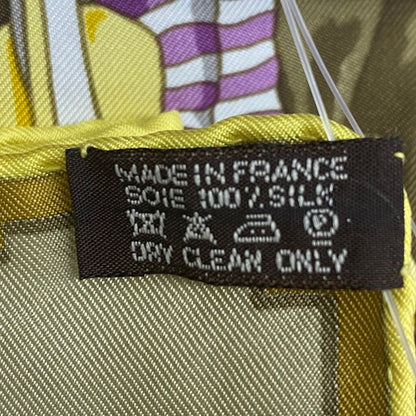 MADE IN FRANCE
SOIE 100% SILK
P
DRY CLEAN ONLY